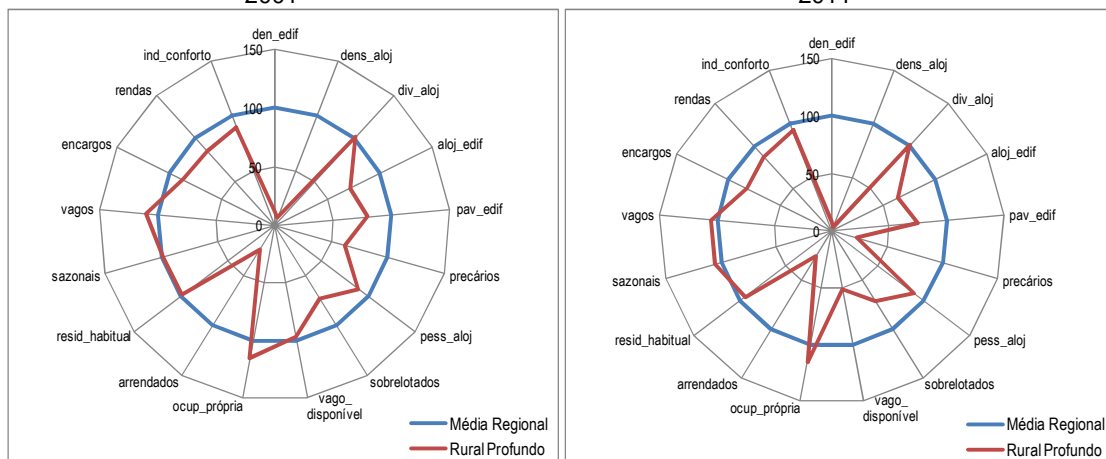 150
den_edif
dens_aloj
div_aloj
aloj_edif
pav_edif
precários
pess_aloj
sobrelotados
vago_
disponível
ocup_própria
arrendados
resid_habitual
sazonais
vagos
encargos
rendas
ind_conforto
100
50
0
Média Regional
Rural Profundo
150
den_edif
dens_aloj
div_aloj
aloj_edif
pav_edif
precários
pess_aloj
sobrelotados
vago_
disponível
ocup_própria
arrendados
resid_habitual
sazonais
vagos
encargos
rendas
ind_conforto
100
50
0
Média Regional
Rural Profundo